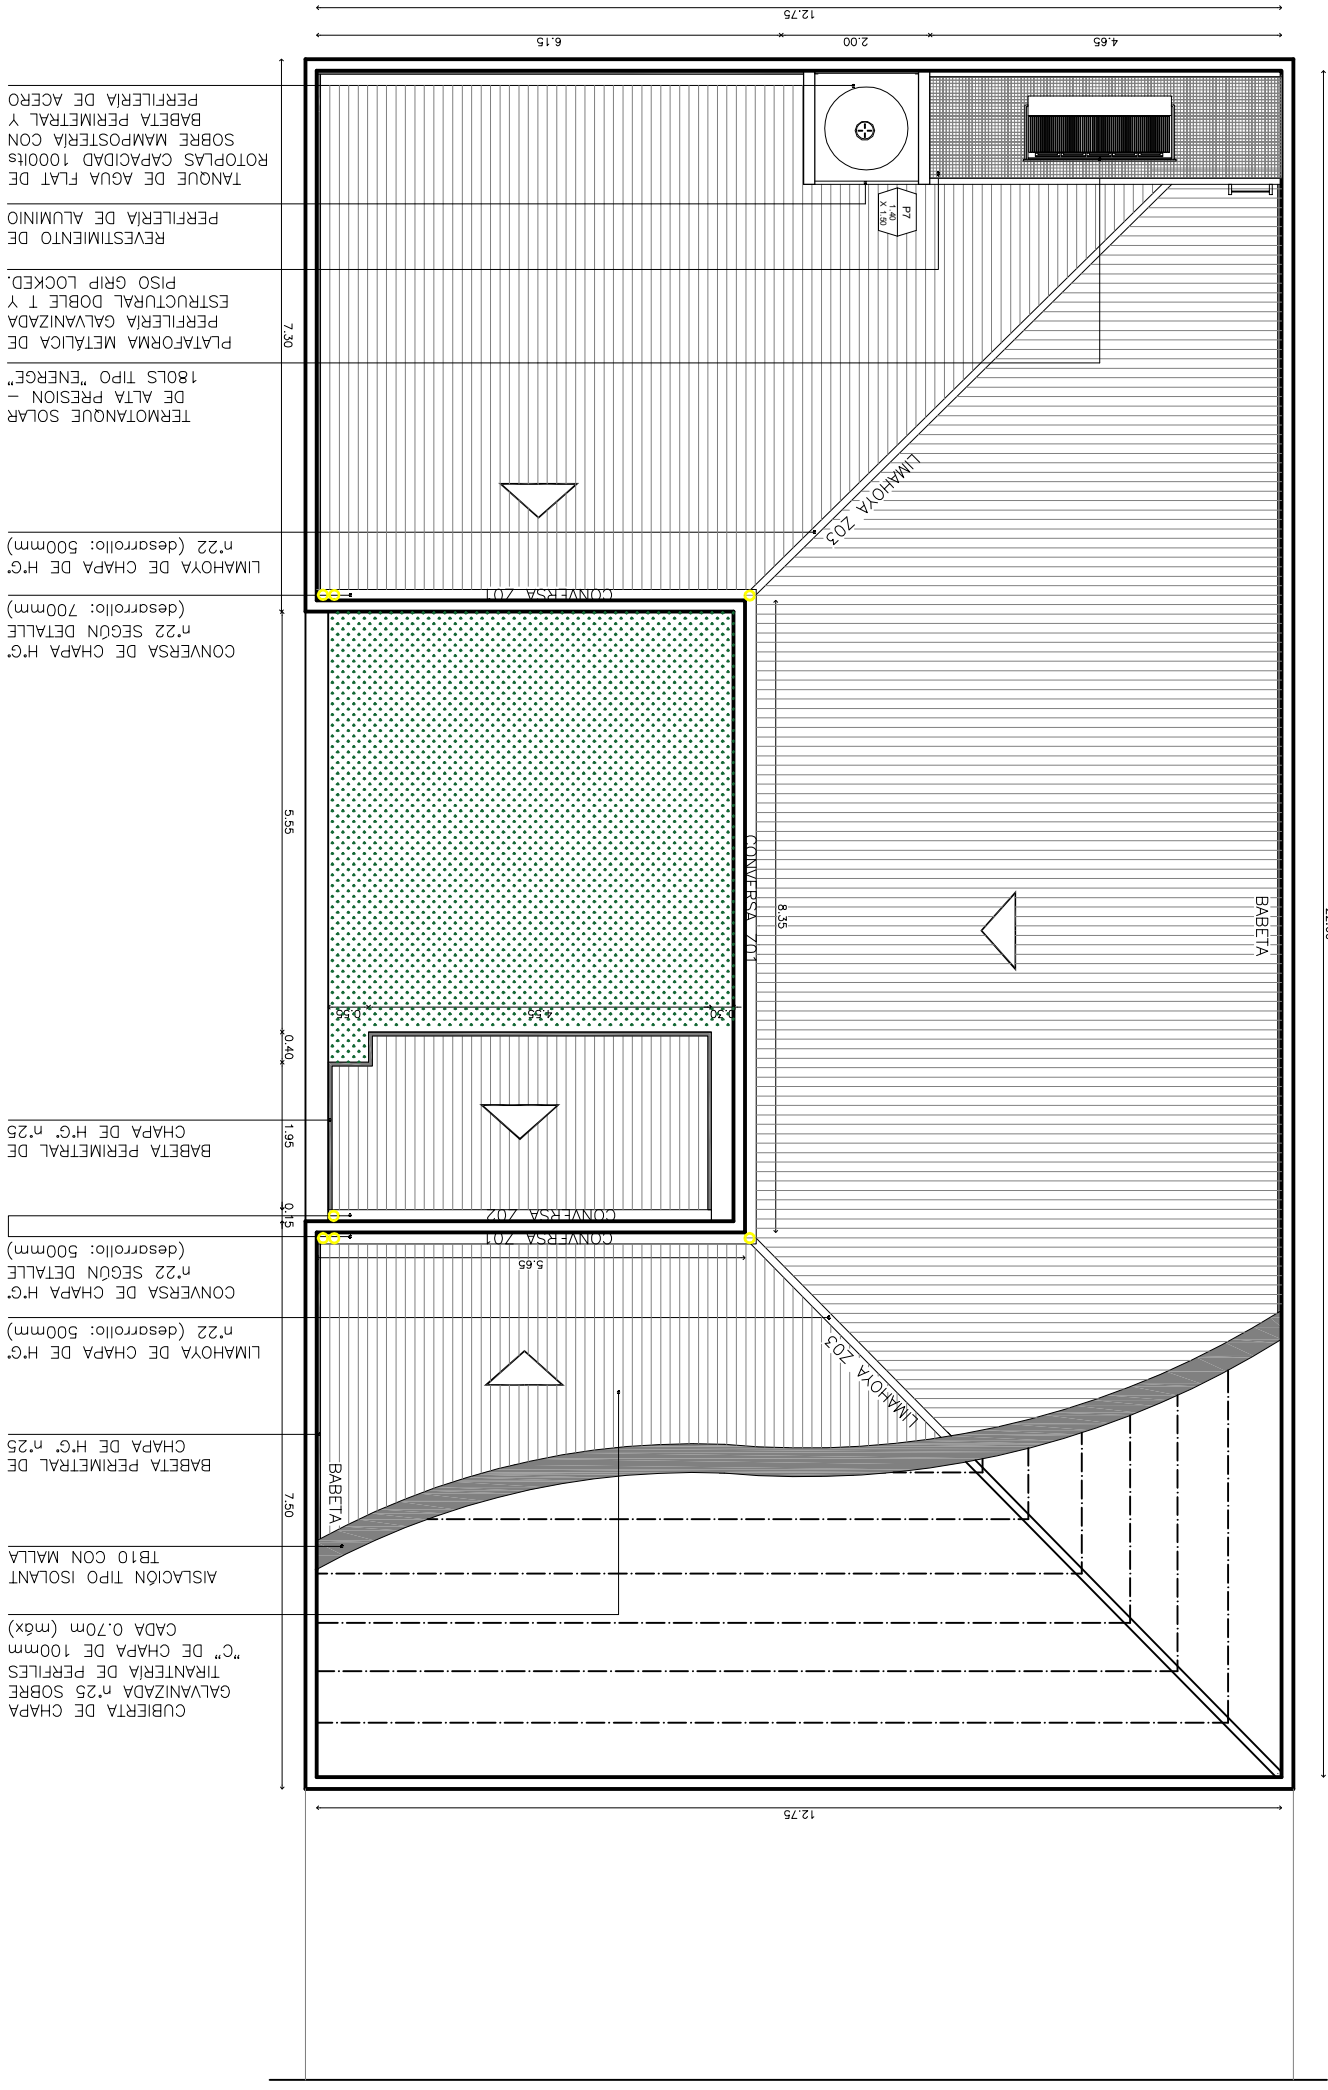 12.75
CUBIERTA DE CHAPA
GALVANIZADA n°25 SOBRE
TIRANTERÍA DE PERFILES
"C" DE CHAPA DE 100mm
CADA 0.70m (máx)
AISLACIÓN TIPO ISOLANT
TB10 CON MALLA
7.50
BABETA
BABETA PERIMETRAL DE
CHAPA DE H°G° n°25
LIMAHOYA Z03
LIMAHOYA DE CHAPA DE H°G°
n°22 (desarrollo: 500mm)
5.65
CONVERSA DE CHAPA H°G°
n°22 SEGÚN DETALLE
(desarrollo: 500mm)
CONVERSA Z01
CONVERSA Z02
0.15
BABETA PERIMETRAL DE
CHAPA DE H°G° n°25
1.95
0.40
0.30
4.55
0.55
BABETA
8.35
CONVERSA Z01
5.55
CONVERSA DE CHAPA H°G°
n°22 SEGÚN DETALLE
(desarrollo: 700mm)
CONVERSA Z01
LIMAHOYA DE CHAPA DE H°G°
n°22 (desarrollo: 500mm)
LIMAHOYA Z03
TERMOTANQUE SOLAR
DE ALTA PRESION –
180LS TIPO "ENERGE"
7.30
PLATAFORMA METÁLICA DE
PERFILERÍA GALVANIZADA
ESTRUCTURAL DOBLE T Y
PISO GRIP LOCKED.
REVESTIMIENTO DE
PERFILERÍA DE ALUMINIO
P7
1.40
X 1.50
TANQUE DE AGUA FLAT DE
ROTOPLAS CAPACIDAD 1000lts
SOBRE MAMPOSTERÍA CON
BABETA PERIMETRAL Y
PERFILERÍA DE ACERO
4.65
2.00
6.15
12.75